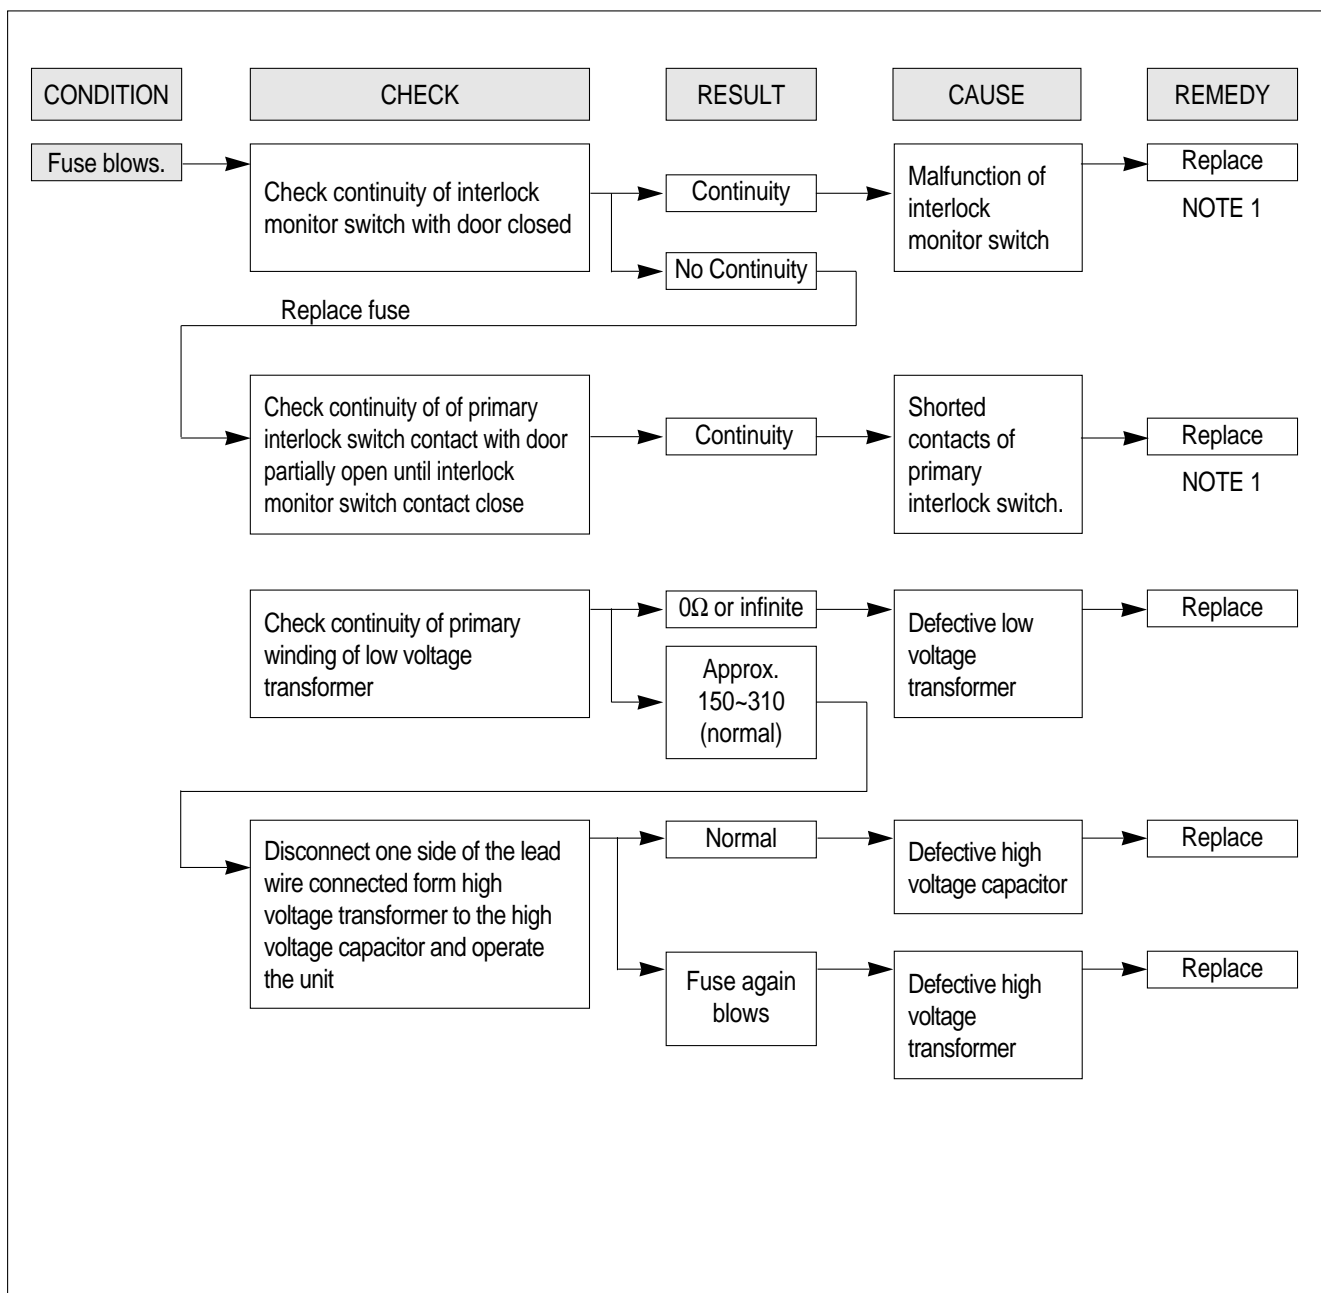 CONDITION
CHECK
RESULT
CAUSE
REMEDY
Fuse blows.
Check continuity of interlock
monitor switch with door closed
Continuity
Malfunction of
interlock
monitor switch
Replace
NOTE 1
No Continuity
Replace fuse
Check continuity of of primary
interlock switch contact with door
partially open until interlock
monitor switch contact close
Continuity
Shorted
contacts of
primary
interlock switch.
Replace
NOTE 1
Check continuity of primary
winding of low voltage
transformer
0Ω or infinite
Defective low
voltage
transformer
Replace
Approx.
150~310
(normal)
Disconnect one side of the lead
wire connected form high
voltage transformer to the high
voltage capacitor and operate
the unit
Normal
Defective high
voltage capacitor
Replace
Fuse again
blows
Defective high
voltage
transformer
Replace